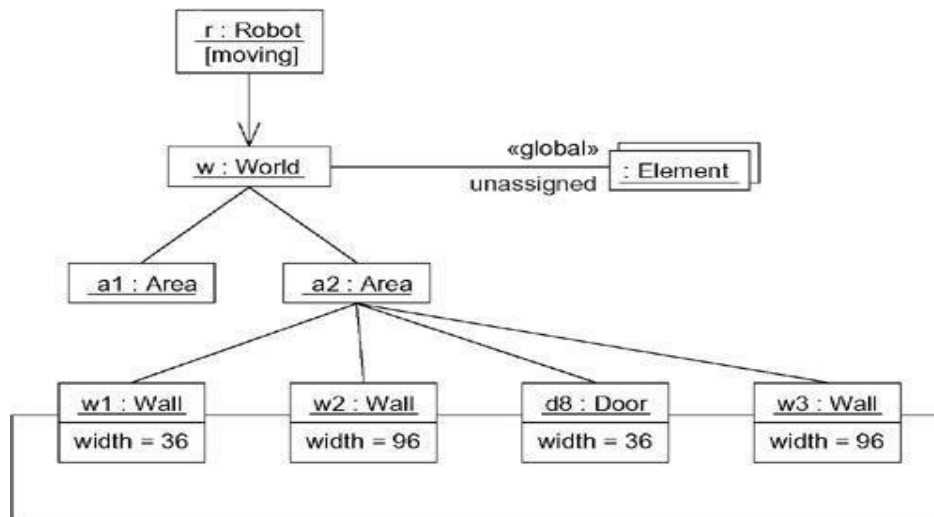 r : Robot
[moving]
«global»
w : World
: Element
unassigned
a1 : Area
a2 : Area
w1 : Wall
w2 : Wall
d8 : Door
w3 : Wall
width = 36
width = 96
width = 36
width = 96